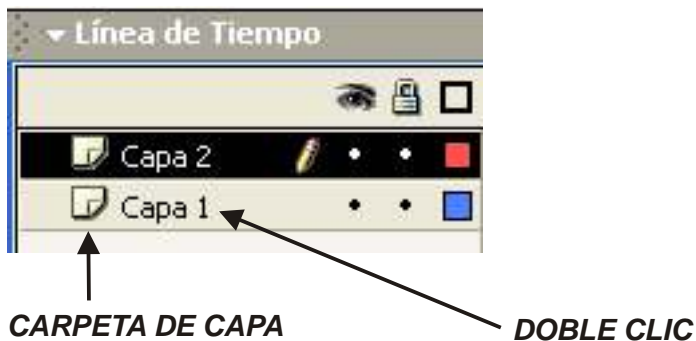 Línea de Tiempo
Capa 2
Capa 1
CARPETA DE CAPA
DOBLE CLIC